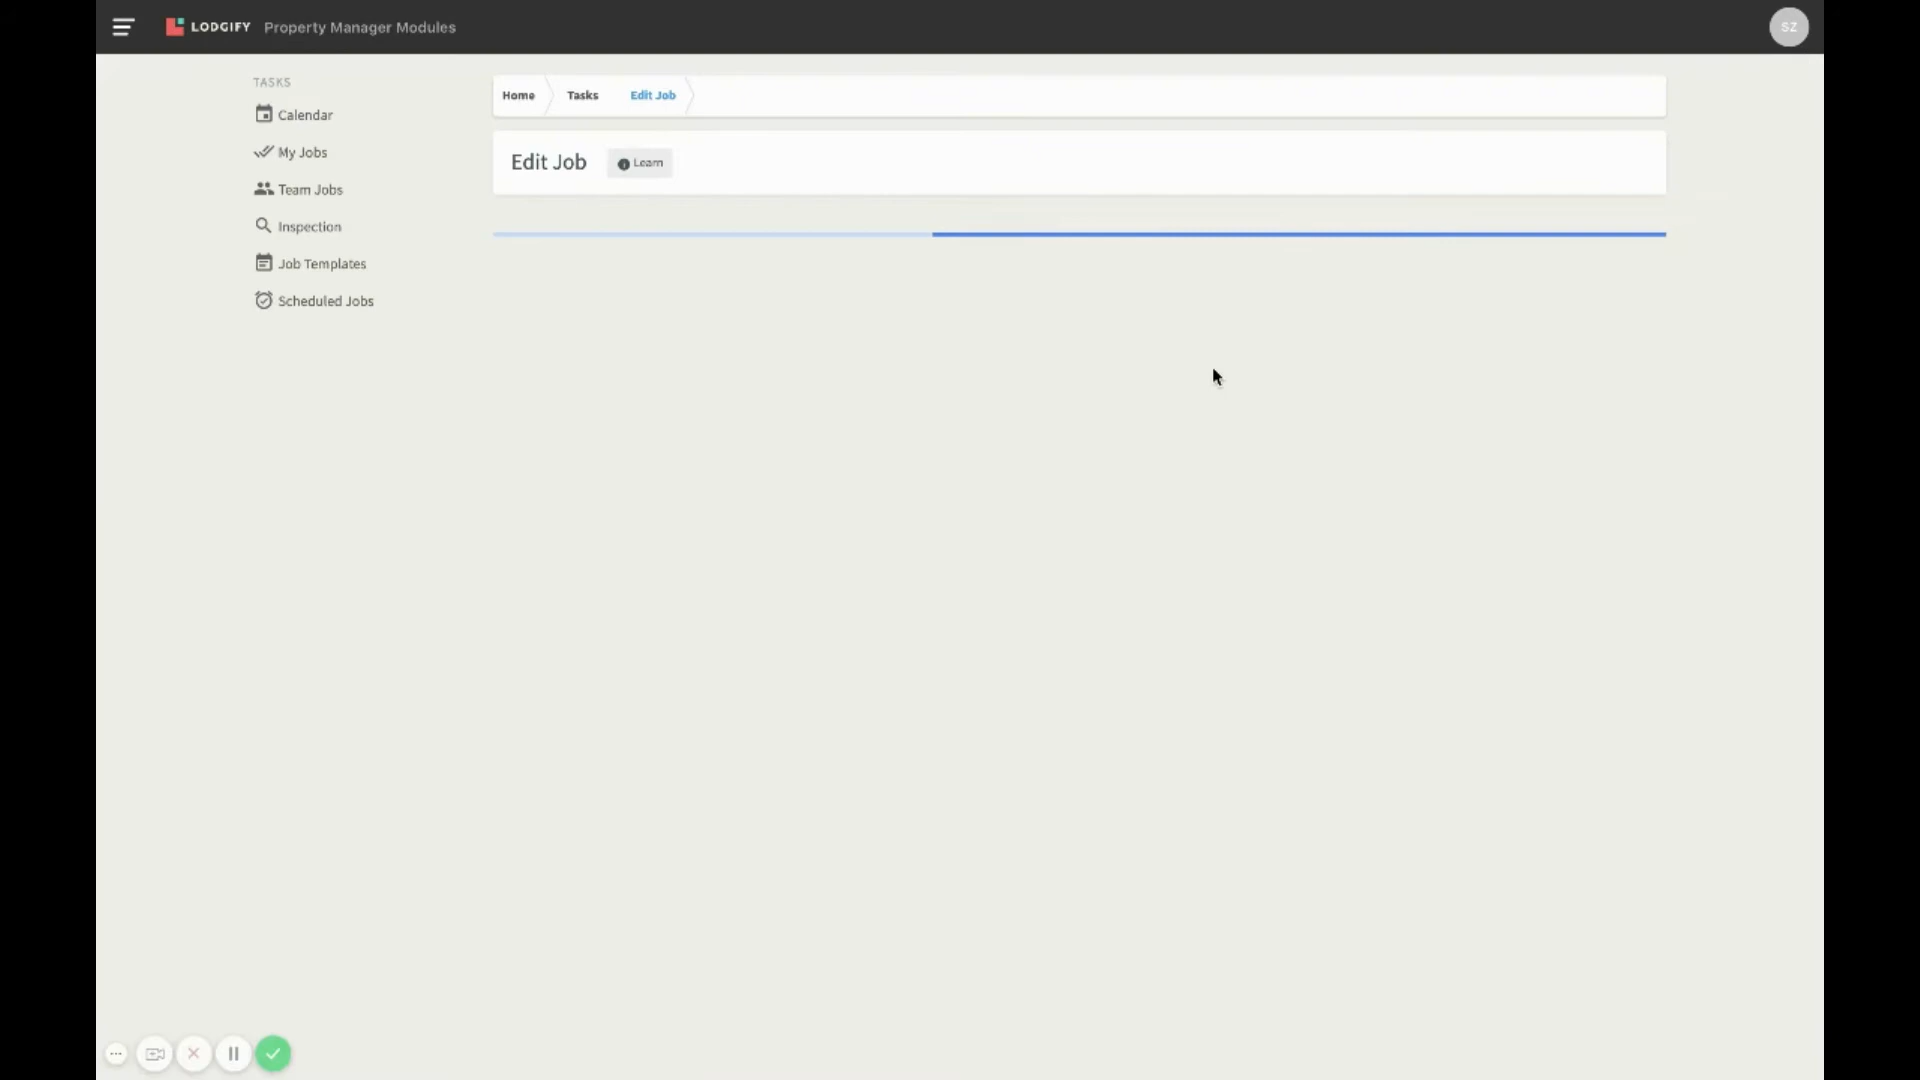 LODGIFY Property Manager Modules
SZ
TASKS
Calendar
My Jobs
Team Jobs
Inspection
Job Templates
Scheduled Jobs
Home Tasks Edit Job
Edit Job Learn